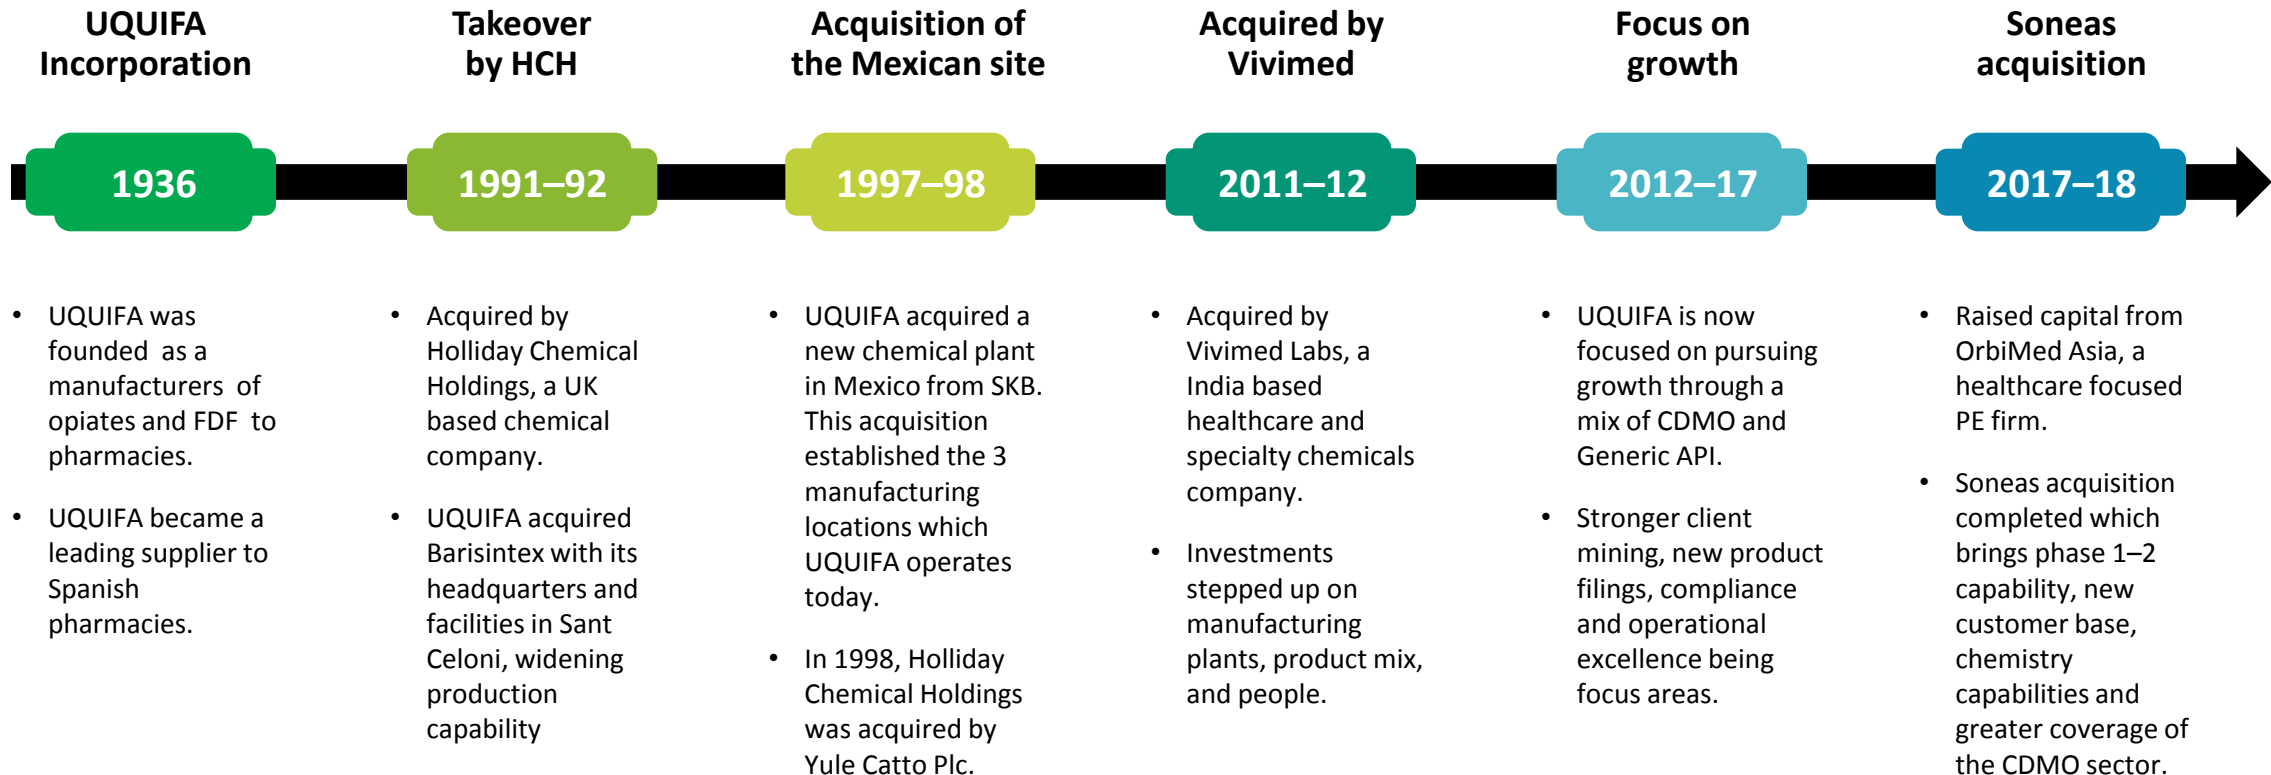 UQUIFA
Incorporation
Takeover
by HCH
Acquisition of
the Mexican site
Acquired by
Vivimed
Focus on
growth
Soneas
acquisition
1936
1991–92
1997–98
2011–12
2012–17
2017–18
• UQUIFA was
founded as a
manufacturers of
opiates and FDF to
pharmacies.
• UQUIFA became a
leading supplier to
Spanish
pharmacies.
• Acquired by
Holliday Chemical
Holdings, a UK
based chemical
company.
• UQUIFA acquired
Barisintex with its
headquarters and
facilities in Sant
Celoni, widening
production
capability
• UQUIFA acquired a
new chemical plant
in Mexico from SKB.
This acquisition
established the 3
manufacturing
locations which
UQUIFA operates
today.
• In 1998, Holliday
Chemical Holdings
was acquired by
Yule Catto Plc.
• Acquired by
Vivimed Labs, a
India based
healthcare and
specialty chemicals
company.
• Investments
stepped up on
manufacturing
plants, product mix,
and people.
• UQUIFA is now
focused on pursuing
growth through a
mix of CDMO and
Generic API.
• Stronger client
mining, new product
filings, compliance
and operational
excellence being
focus areas.
• Raised capital from
OrbiMed Asia, a
healthcare focused
PE firm.
• Soneas acquisition
completed which
brings phase 1–2
capability, new
customer base,
chemistry
capabilities and
greater coverage of
the CDMO sector.